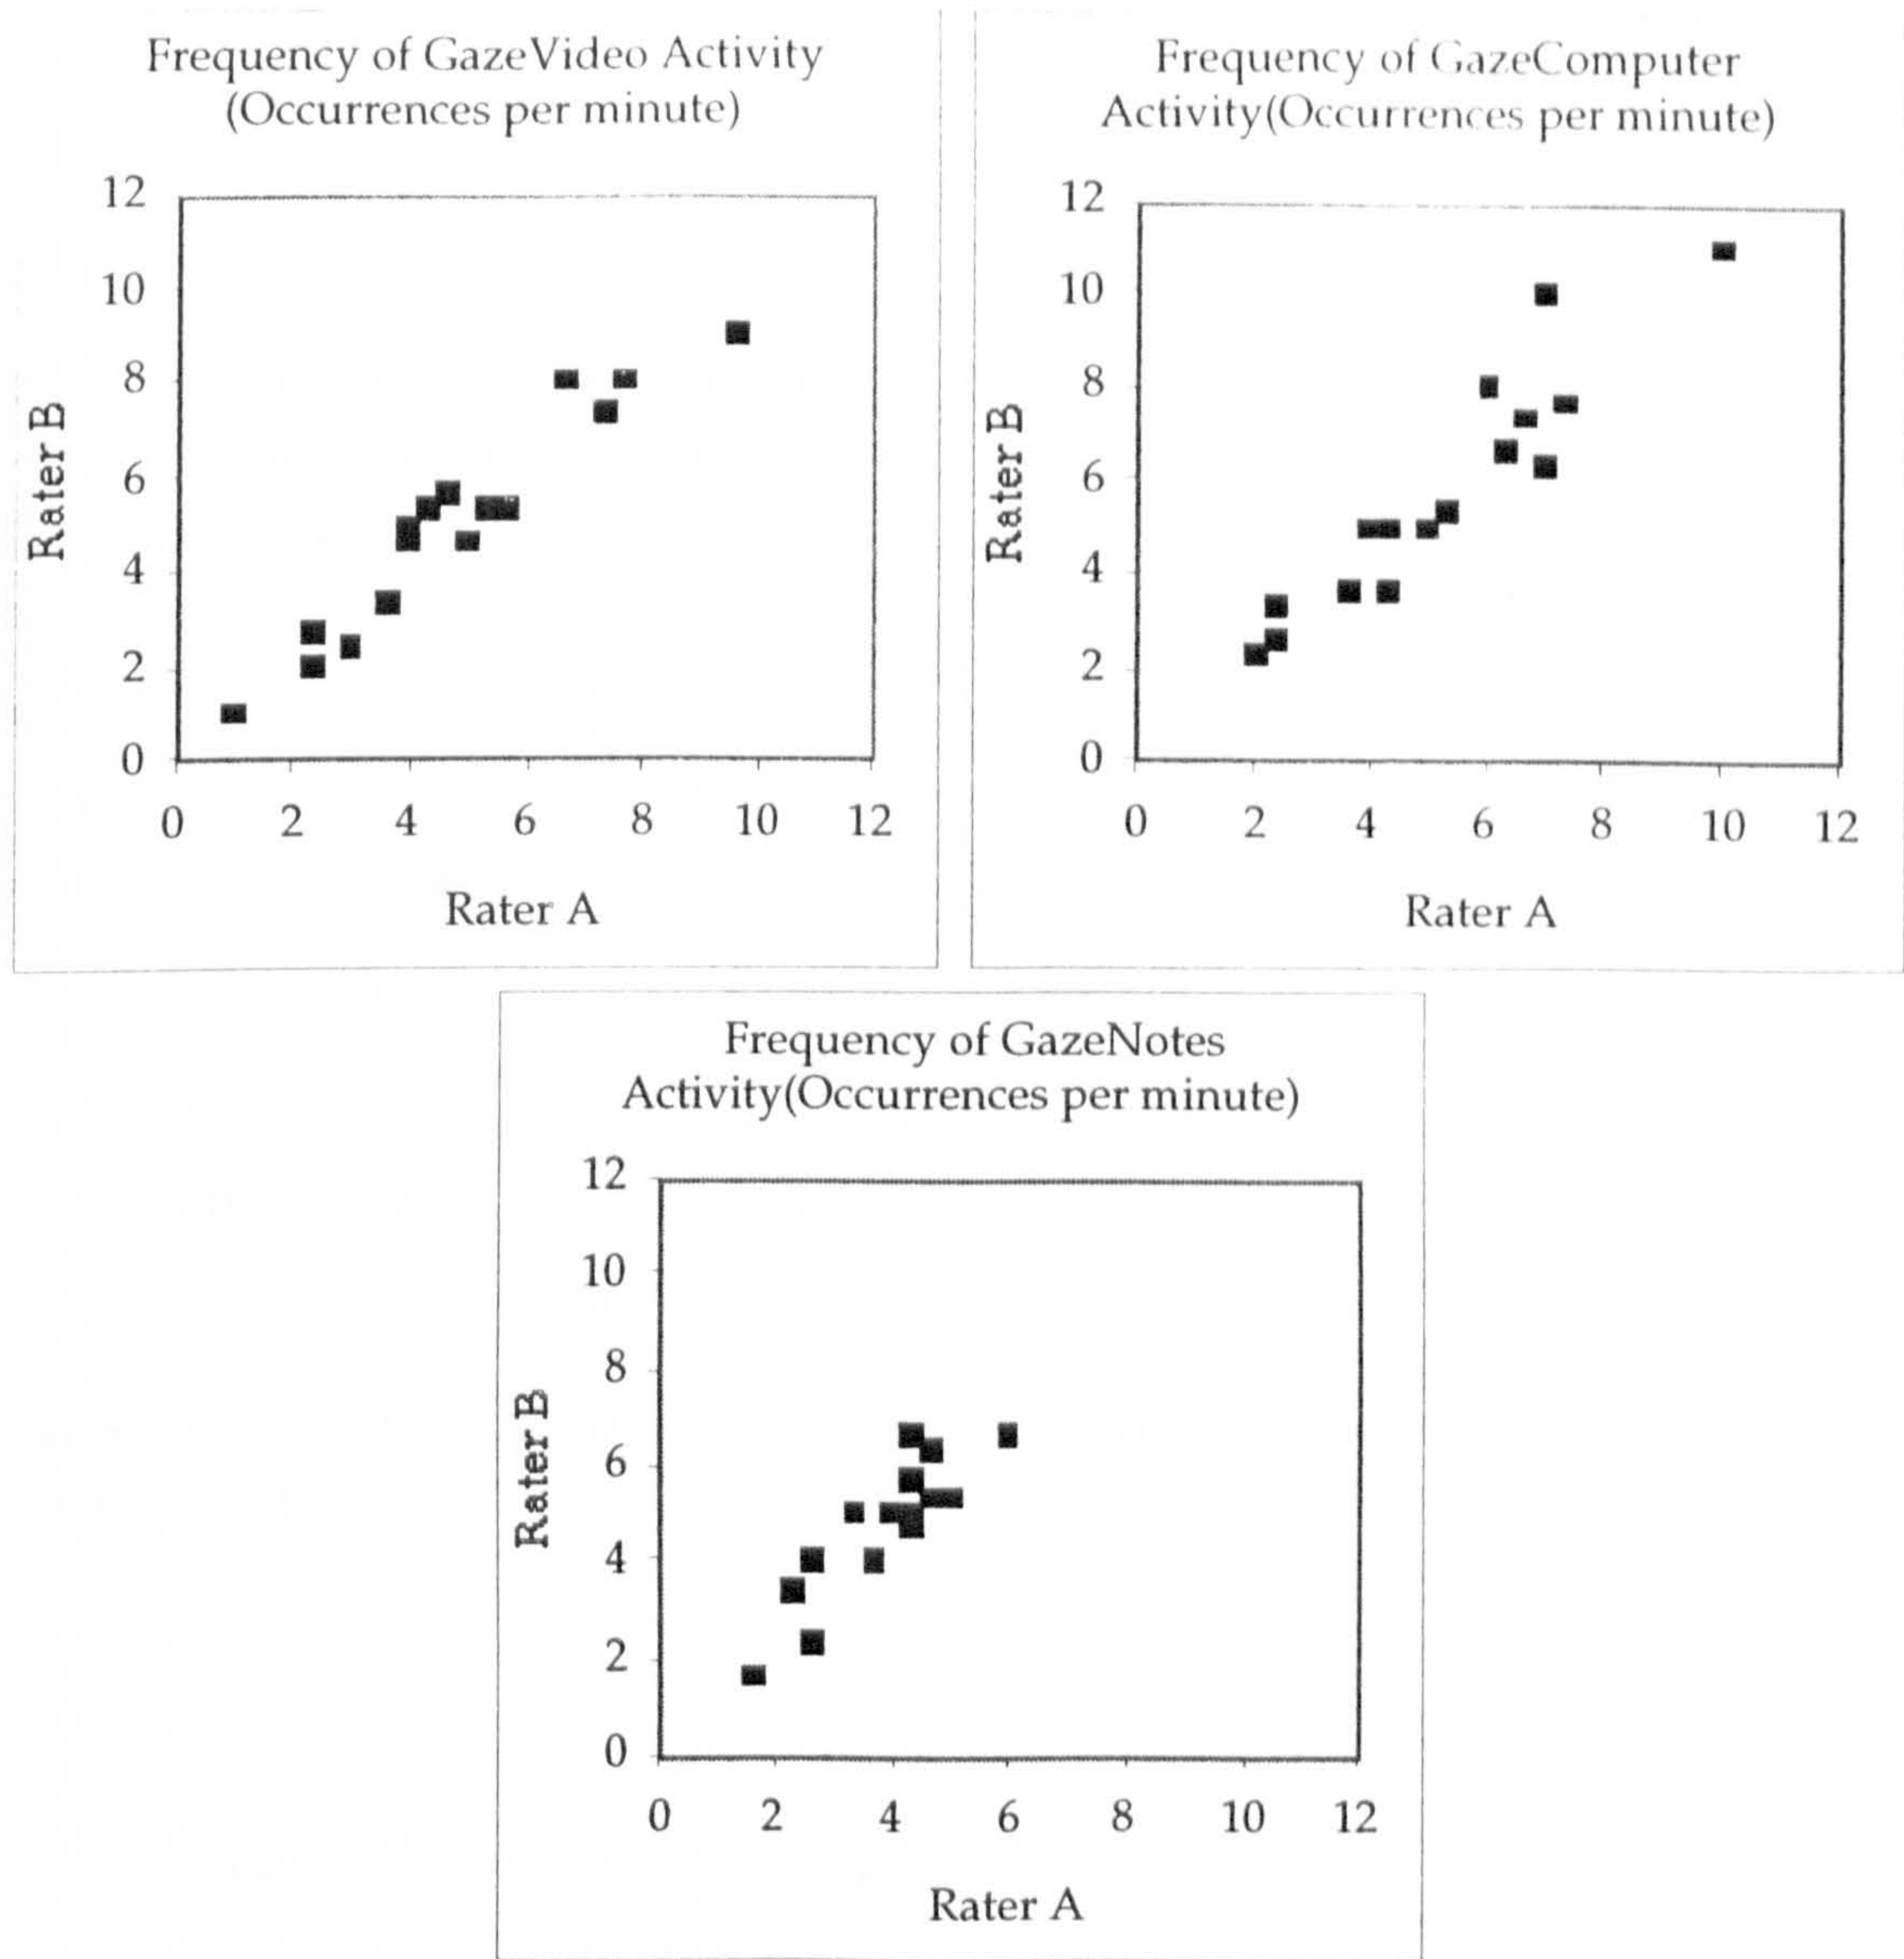 Frequency of GazeVideo Activity
(Occurrences per minute)
12
10
8
6
4
2
0
Rater B
0 2 4 6 8 10 12
Rater A
Frequency of GazeComputer
Activity(Occurrences per minute)
12
10
8
6
4
2
0
Rater B
0 2 4 6 8 10 12
Rater A
Frequency of GazeNotes
Activity(Occurrences per minute)
12
10
8
6
4
2
0
Rater B
0 2 4 6 8 10 12
Rater A